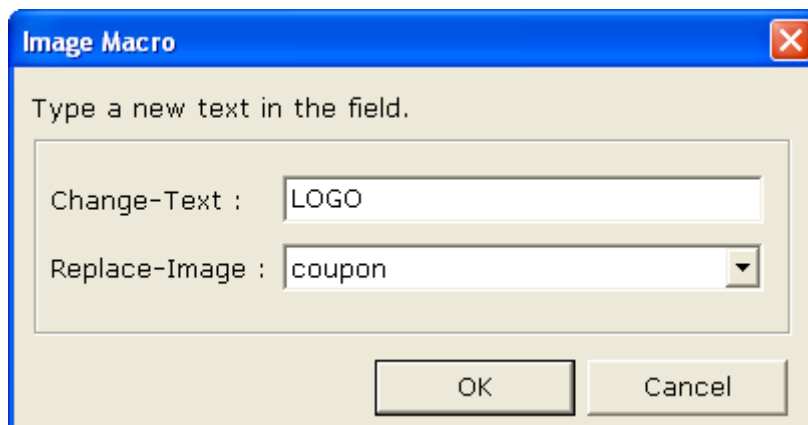 Image Macro
Type a new text in the field.
Change-Text : LOGO
Replace-Image : coupon
OK Cancel